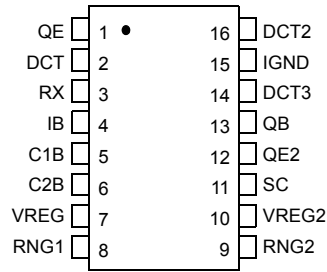 QE 1 16 DCT2
DCT 2 15 IGND
RX 3 14 DCT3
IB 4 13 QB
C1B 5 12 QE2
C2B 6 11 SC
VREG 7 10 VREG2
RNG1 8 9 RNG2